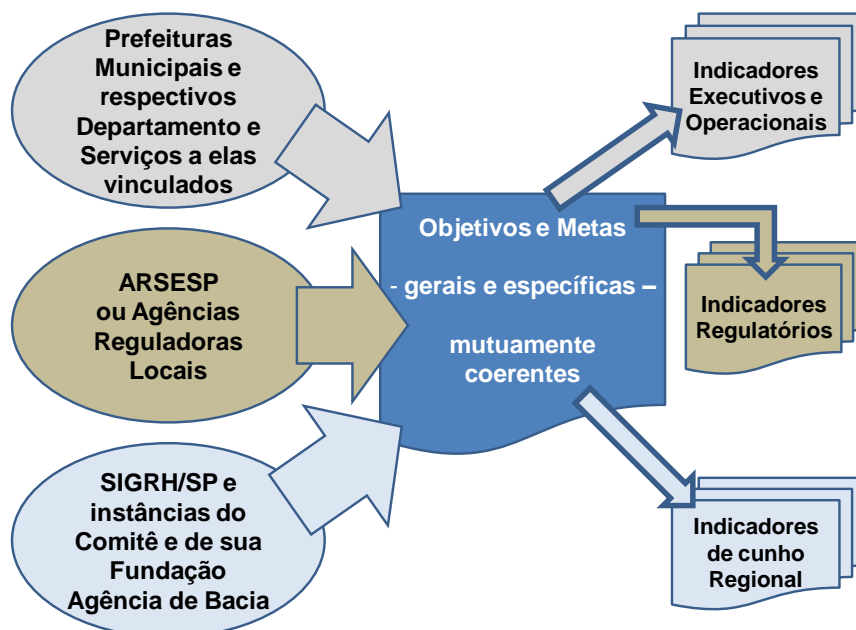 Prefeituras
Municipais e
respectivos
Departamento e
Serviços a elas
vinculados
ARSESP
ou Agências
Reguladoras
Locais
SIGRH/SP e
instâncias do
Comitê e de sua
Fundação
Agência de Bacia
Objetivos e Metas
- gerais e específicas –
mutuamente
coerentes
Indicadores
Executivos e
Operacionais
Indicadores
Regulatórios
Indicadores
de cunho
Regional